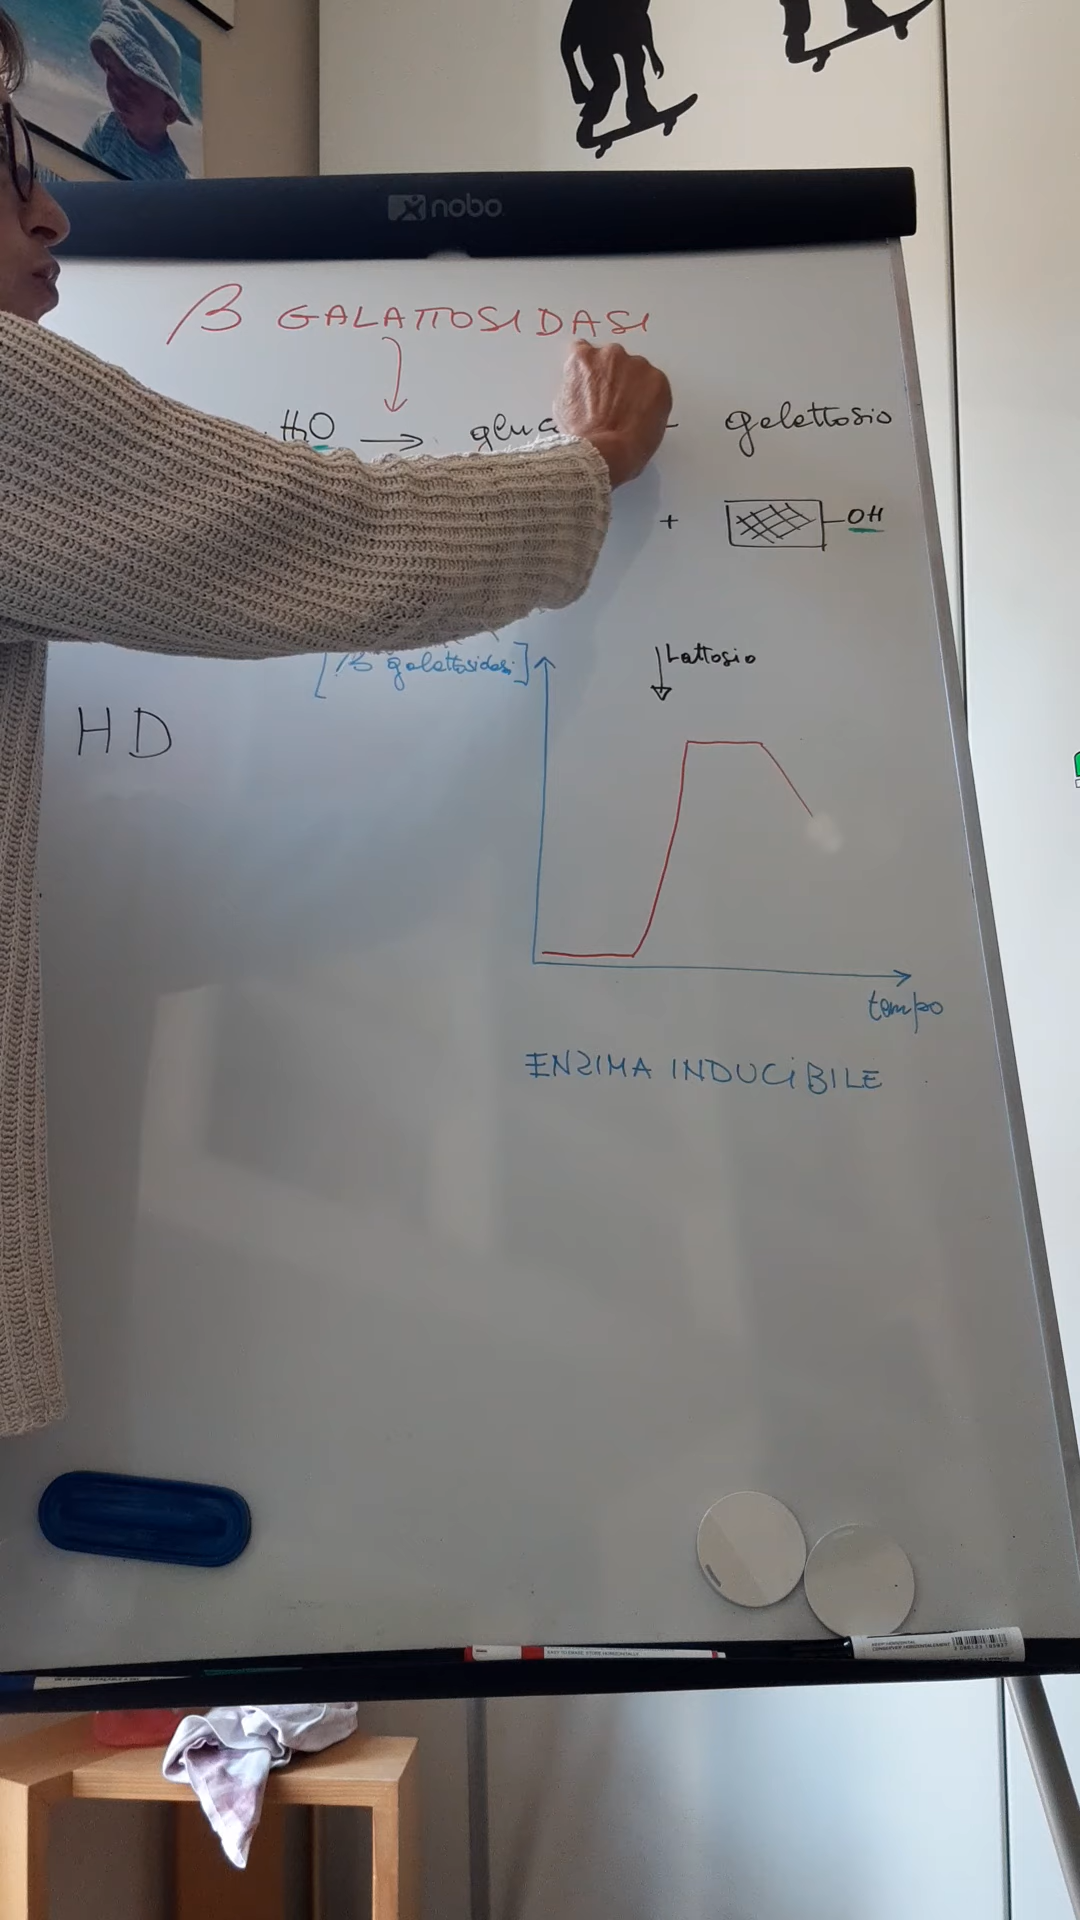 nobo
β GALATTOSIDASI
H2O → gluc
galattosio
+ OH
[β galattosidasi]
Lattosio
HD
tempo
ENZIMA INDUCIBILE